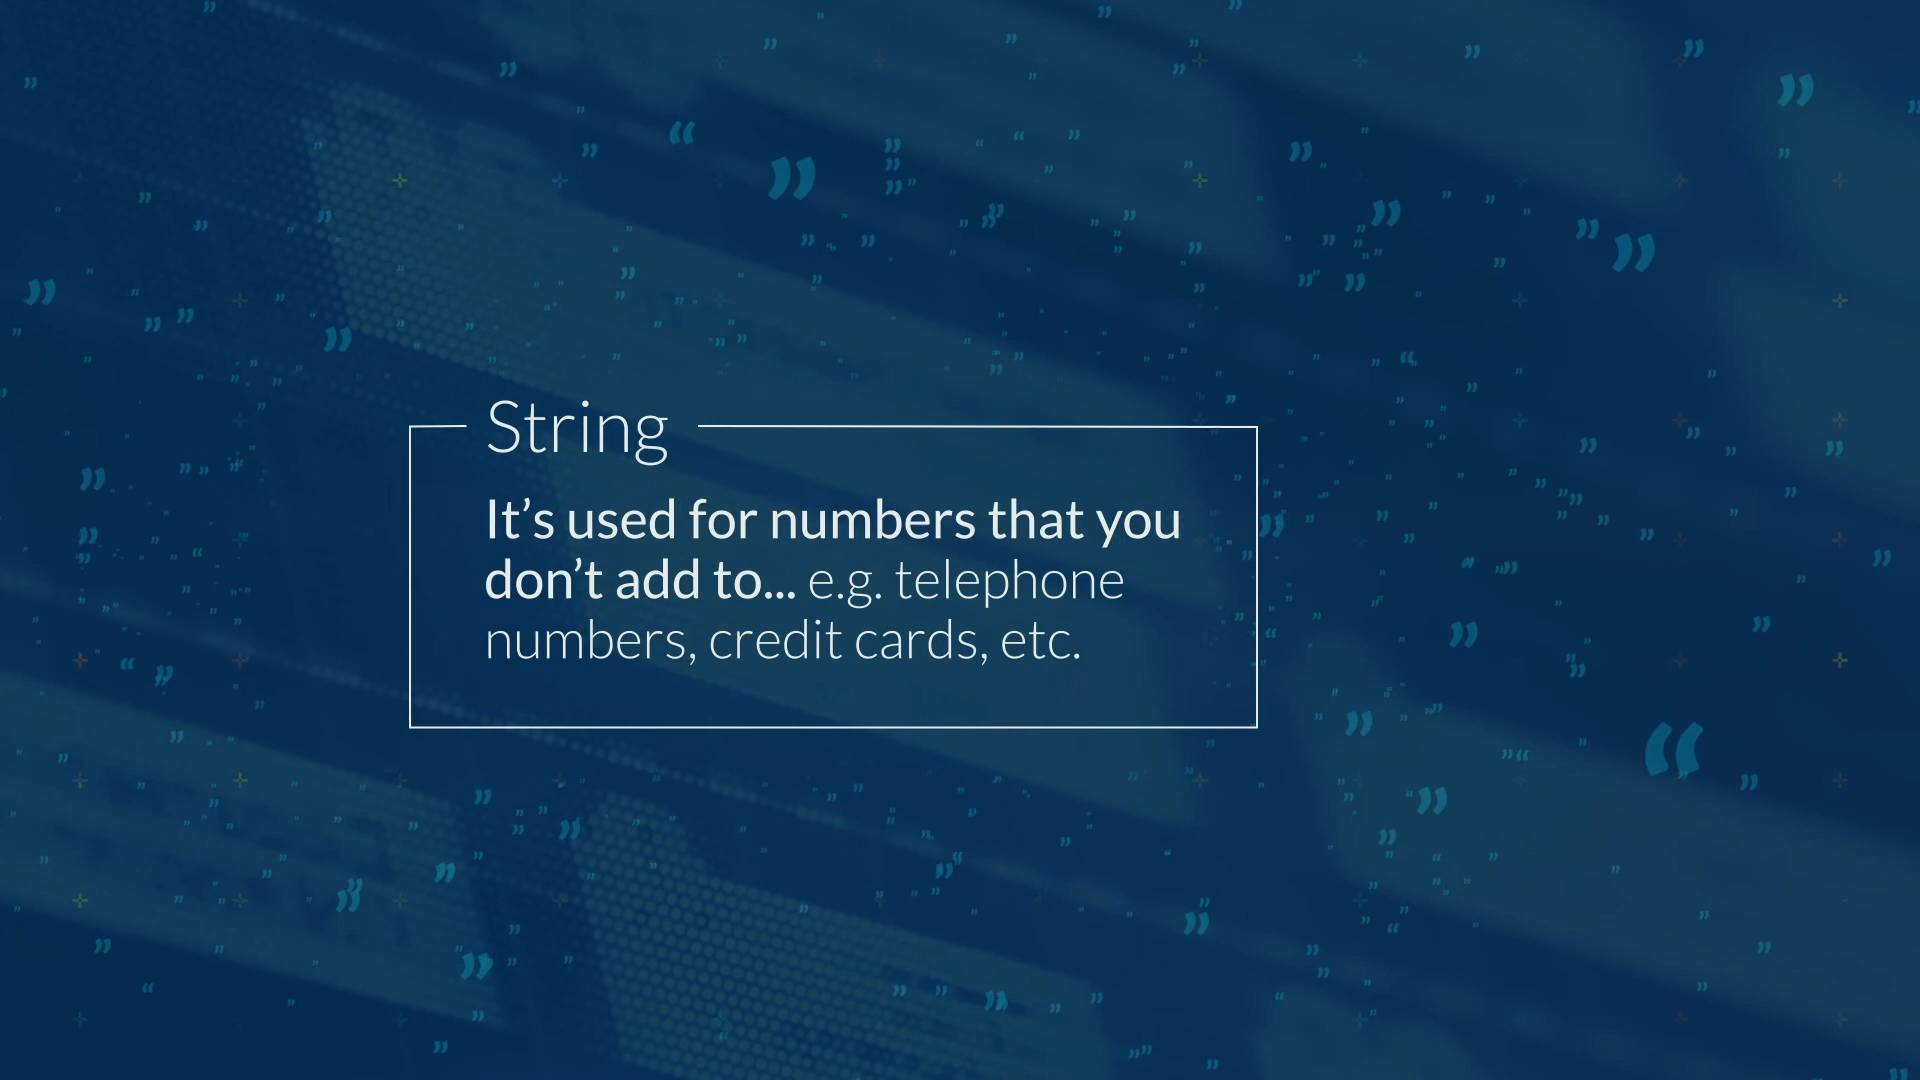 String
It’s used for numbers that you
don’t add to... e.g. telephone
numbers, credit cards, etc.